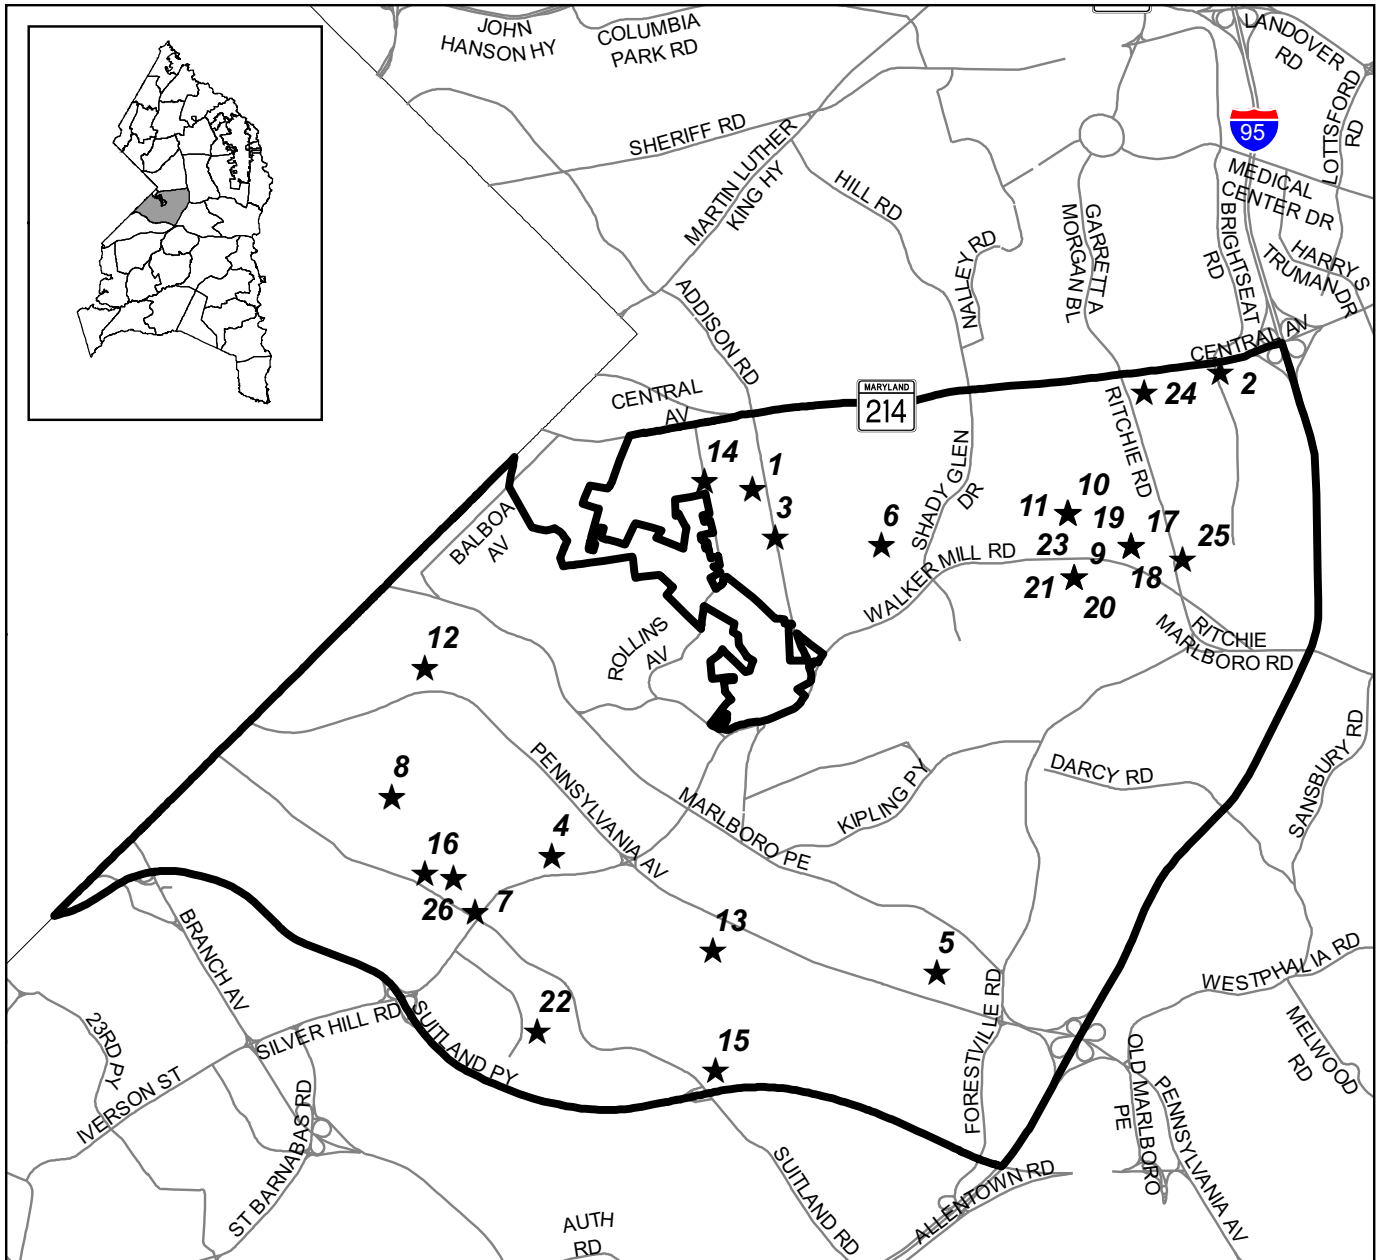 JOHN
HANSON HY
COLUMBIA
PARK RD
LANDOVER
RD
LOTTSFORD
RD
95
SHERIFF RD
MARTIN LUTHER
KING HY
HILL RD
NALLEY RD
GARRETT A
MORGAN BL
BRIGHTSEAT
RD
MEDICAL
CENTER DR
HARRY S
TRUMAN DR
ADDISON RD
CENTRAL AV
CENTRAL
AV
MARYLAND
214
2
24
RITCHIE RD
14
1
3
6
SHADY GLEN
DR
10
11
19
17
25
23
9
18
21
20
WALKER MILL RD
BALBOA
AV
ROLLINS
AV
RITCHIE
MARLBORO RD
12
8
PENNSYLVANIA AV
MARLBORO PE
KIPLING PY
DARCY RD
SANSBURY RD
16
4
26
7
13
5
22
15
BRANCH AV
SILVER HILL RD
SUITLAND PY
23RD PY
IVERSON ST
ST BARNABAS RD
FORESTVILLE RD
WESTPHALIA RD
MELWOOD
RD
OLD MARLBORO
PE
PENNSYLVANIA AV
SUITLAND RD
ALLENTOWN RD
AUTH
RD